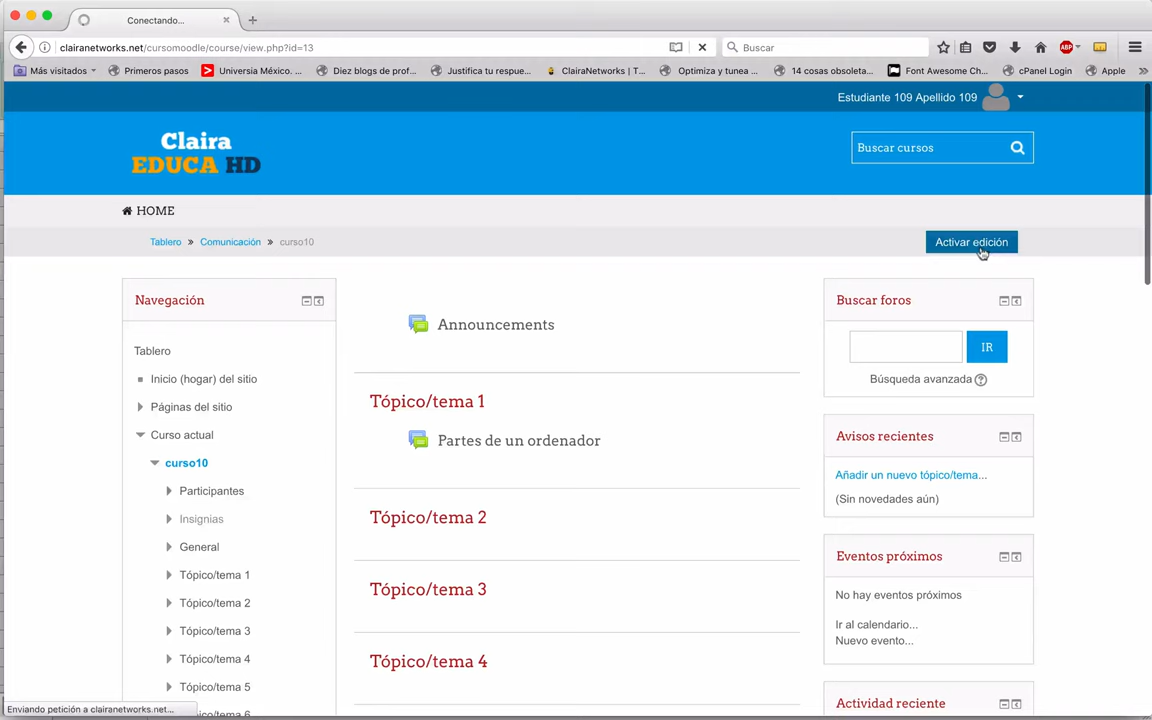 Conectando...
clairanetworks.net/cursomoodle/course/view.php?id=13
Buscar
Más visitados
Primeros pasos
Universia México. ...
Diez blogs de prof...
Justifica tu respue...
ClairaNetworks | T...
Optimiza y tunea ...
14 cosas obsoleta...
Font Awesome Ch...
cPanel Login
Apple
Estudiante 109 Apellido 109
Claira
EDUCA HD
Buscar cursos
HOME
Tablero » Comunicación » curso10
Activar edición
Navegación
Tablero
Inicio (hogar) del sitio
Páginas del sitio
Curso actual
curso10
Participantes
Insignias
General
Tópico/tema 1
Tópico/tema 2
Tópico/tema 3
Tópico/tema 4
Tópico/tema 5
Announcements
Tópico/tema 1
Partes de un ordenador
Tópico/tema 2
Tópico/tema 3
Tópico/tema 4
Buscar foros
IR
Búsqueda avanzada
Avisos recientes
Añadir un nuevo tópico/tema...
(Sin novedades aún)
Eventos próximos
No hay eventos próximos
Ir al calendario...
Nuevo evento...
Actividad reciente
Enviando petición a clairanetworks.net...